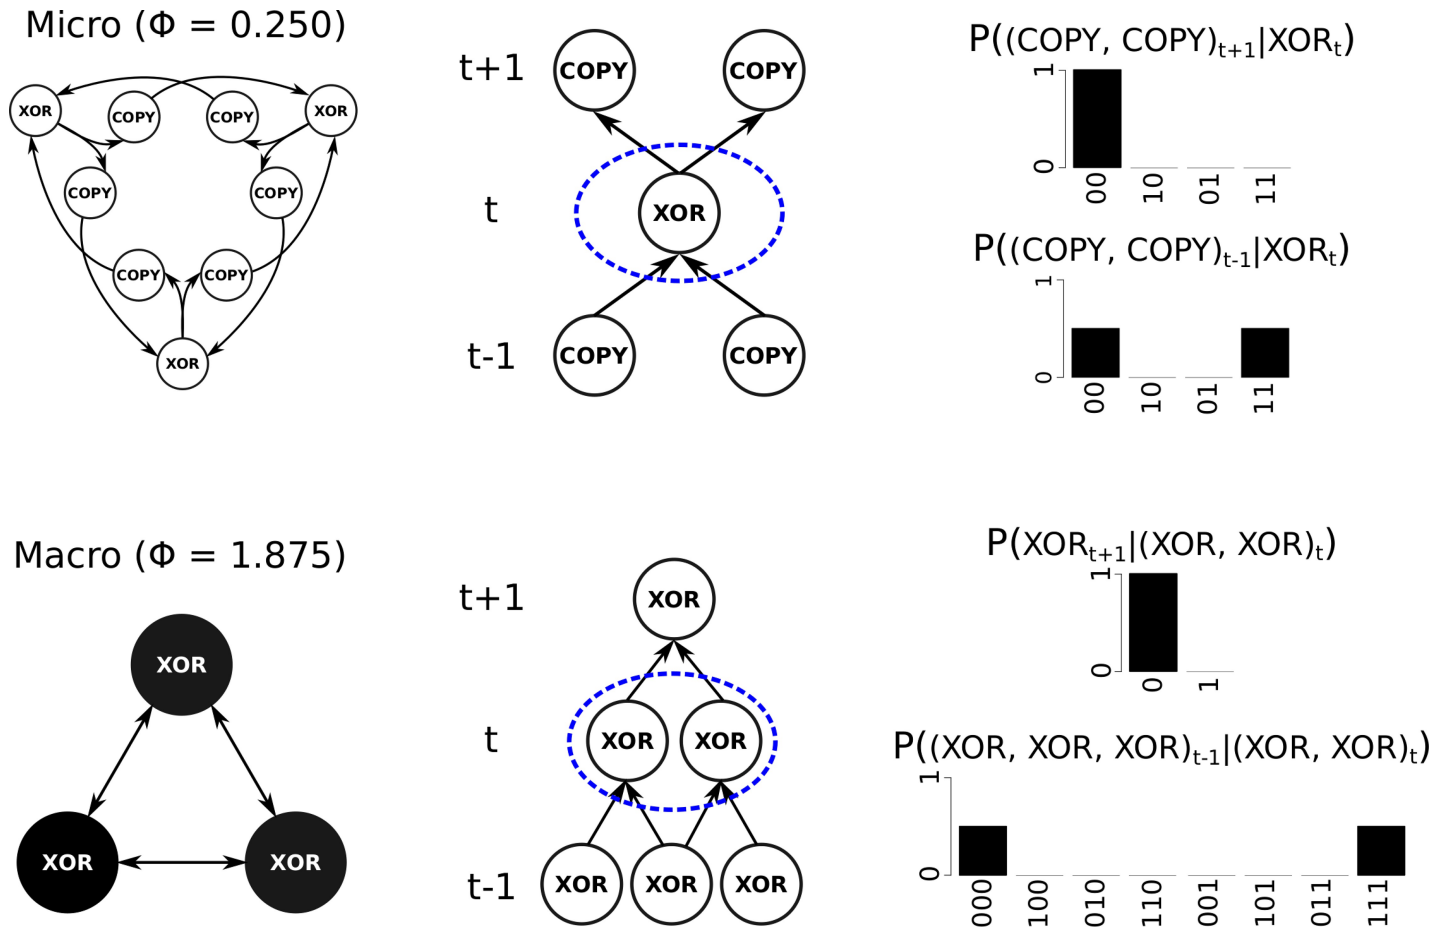 Micro (Φ = 0.250)
XOR
COPY
COPY
XOR
COPY
COPY
COPY
COPY
XOR
t+1
COPY
COPY
t
XOR
t-1
COPY
COPY
P((COPY, COPY)t+1|XORt)
1
0
00
10
01
11
P((COPY, COPY)t-1|XORt)
1
0
00
10
01
11
Macro (Φ = 1.875)
XOR
XOR
XOR
t+1
XOR
t
XOR
XOR
t-1
XOR
XOR
XOR
P(XORt+1|(XOR, XOR)t)
1
0
0
1
P((XOR, XOR, XOR)t-1|(XOR, XOR)t)
1
0
000
100
010
110
001
101
011
111